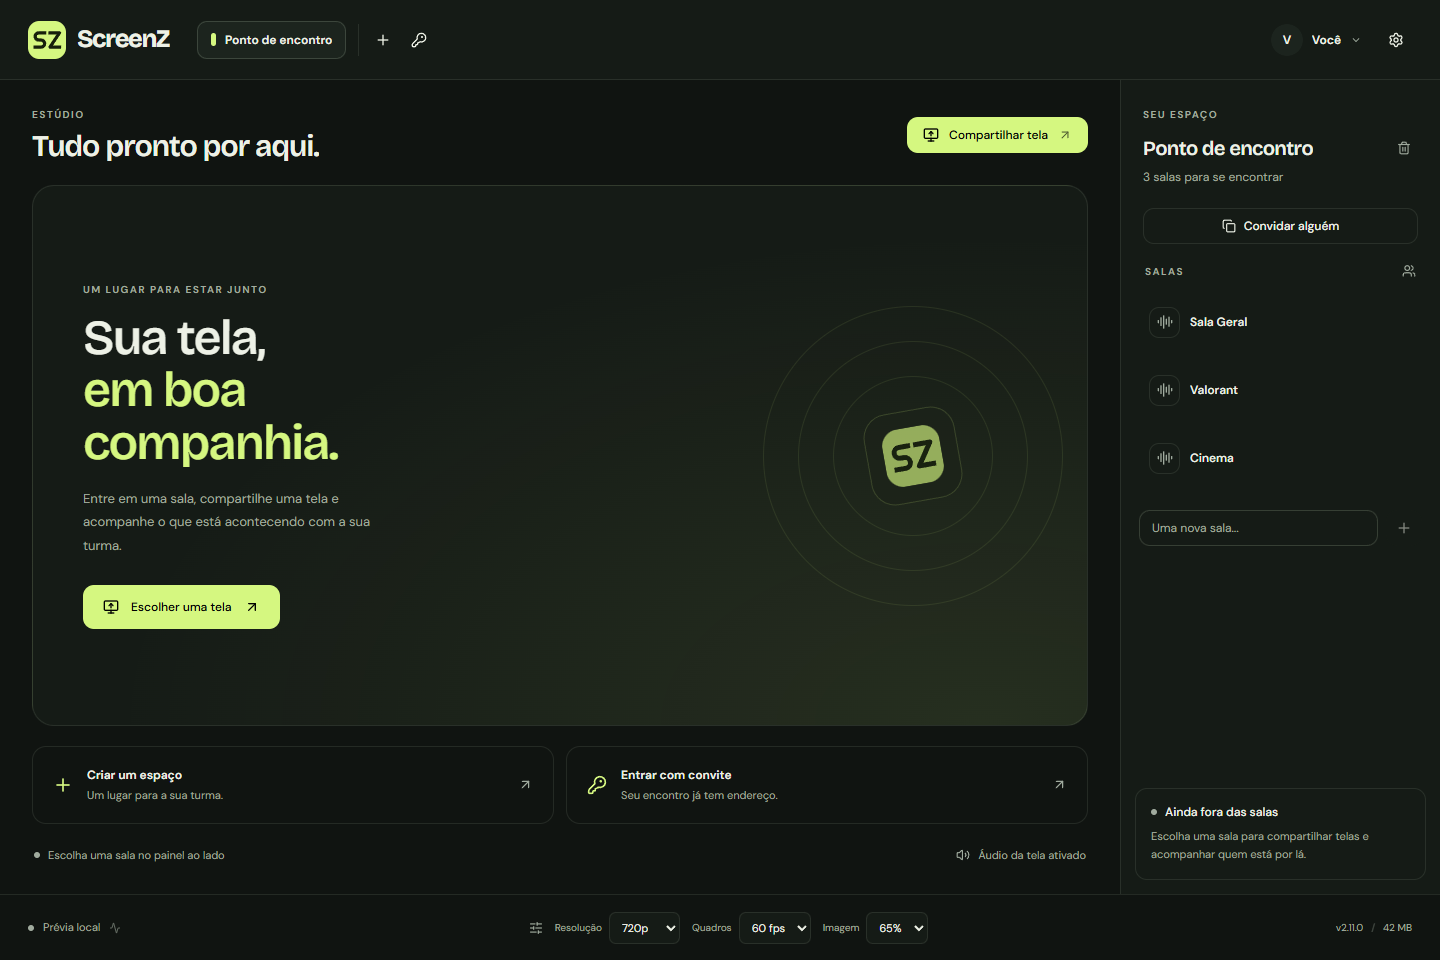 SZ ScreenZ
Ponto de encontro
V Você
ESTÚDIO
Tudo pronto por aqui.
Compartilhar tela
UM LUGAR PARA ESTAR JUNTO
Sua tela,
em boa
companhia.
Entre em uma sala, compartilhe uma tela e
acompanhe o que está acontecendo com a sua
turma.
Escolher uma tela
SZ
Criar um espaço
Um lugar para a sua turma.
Entrar com convite
Seu encontro já tem endereço.
Escolha uma sala no painel ao lado
Áudio da tela ativado
SEU ESPAÇO
Ponto de encontro
3 salas para se encontrar
Convidar alguém
SALAS
Sala Geral
Valorant
Cinema
Uma nova sala...
Ainda fora das salas
Escolha uma sala para compartilhar telas e
acompanhar quem está por lá.
Prévia local
Resolução 720p Quadros 60 fps Imagem 65%
v2.11.0 / 42 MB